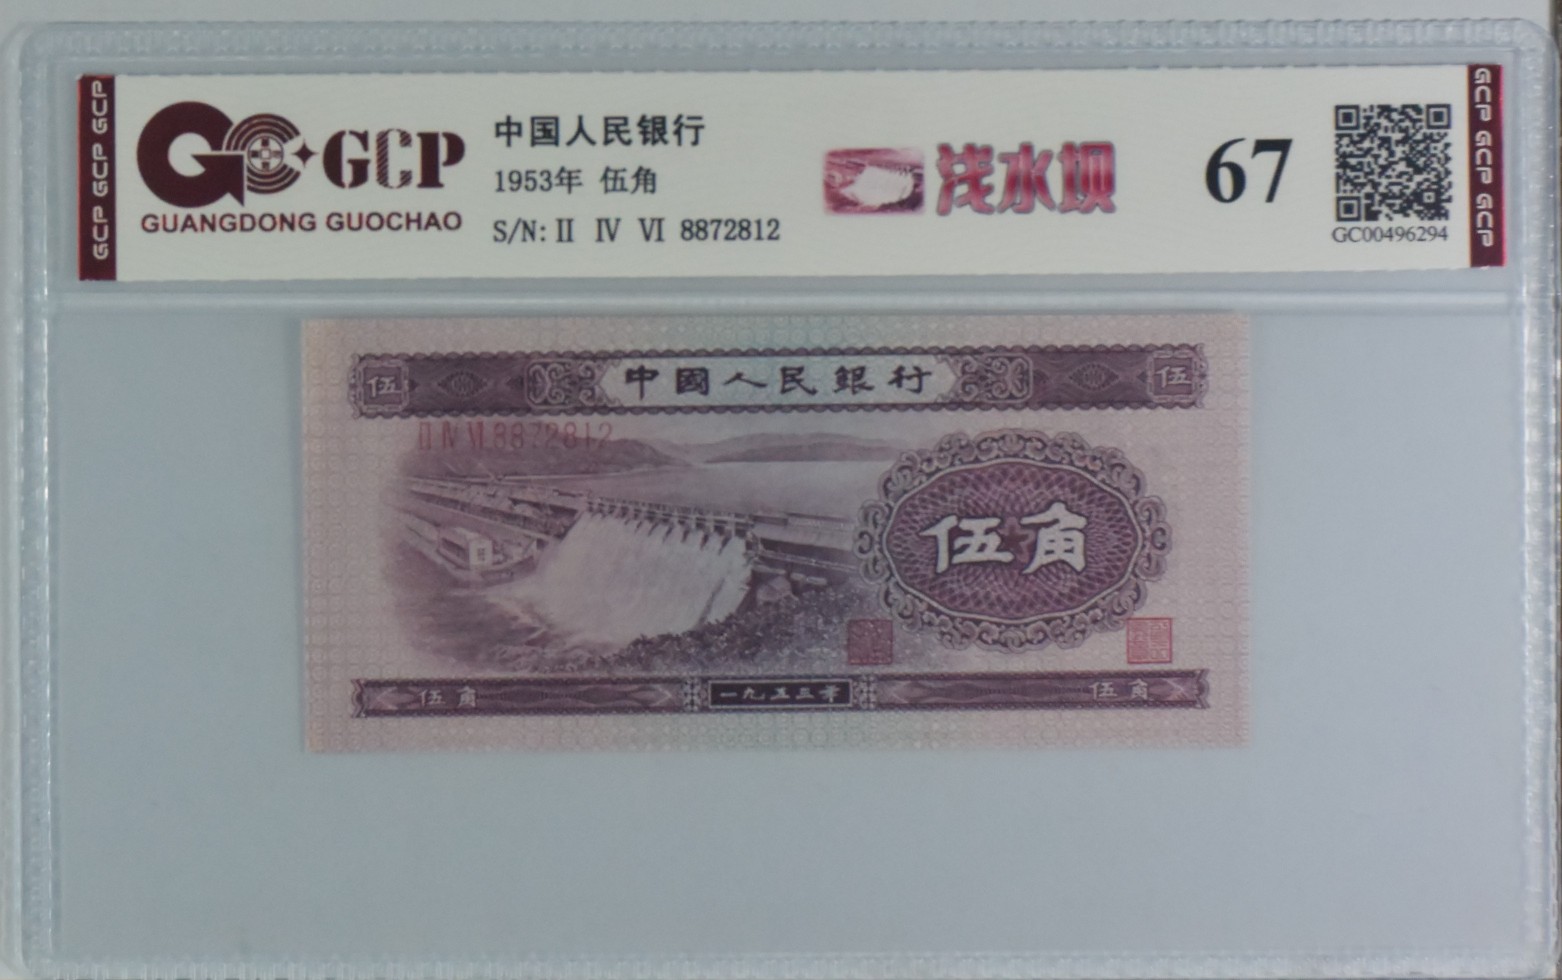 GCP GCP GCP
GCP
GUANGDONG GUOCHAO
中国人民银行
1953年 伍角
S/N: II IV VI 8872812
浅水坝
67
GC00496294
GCP GCP GCP
伍 中國人民銀行 伍
II IV VI 8872812
伍角
伍角 一九五三年 伍角